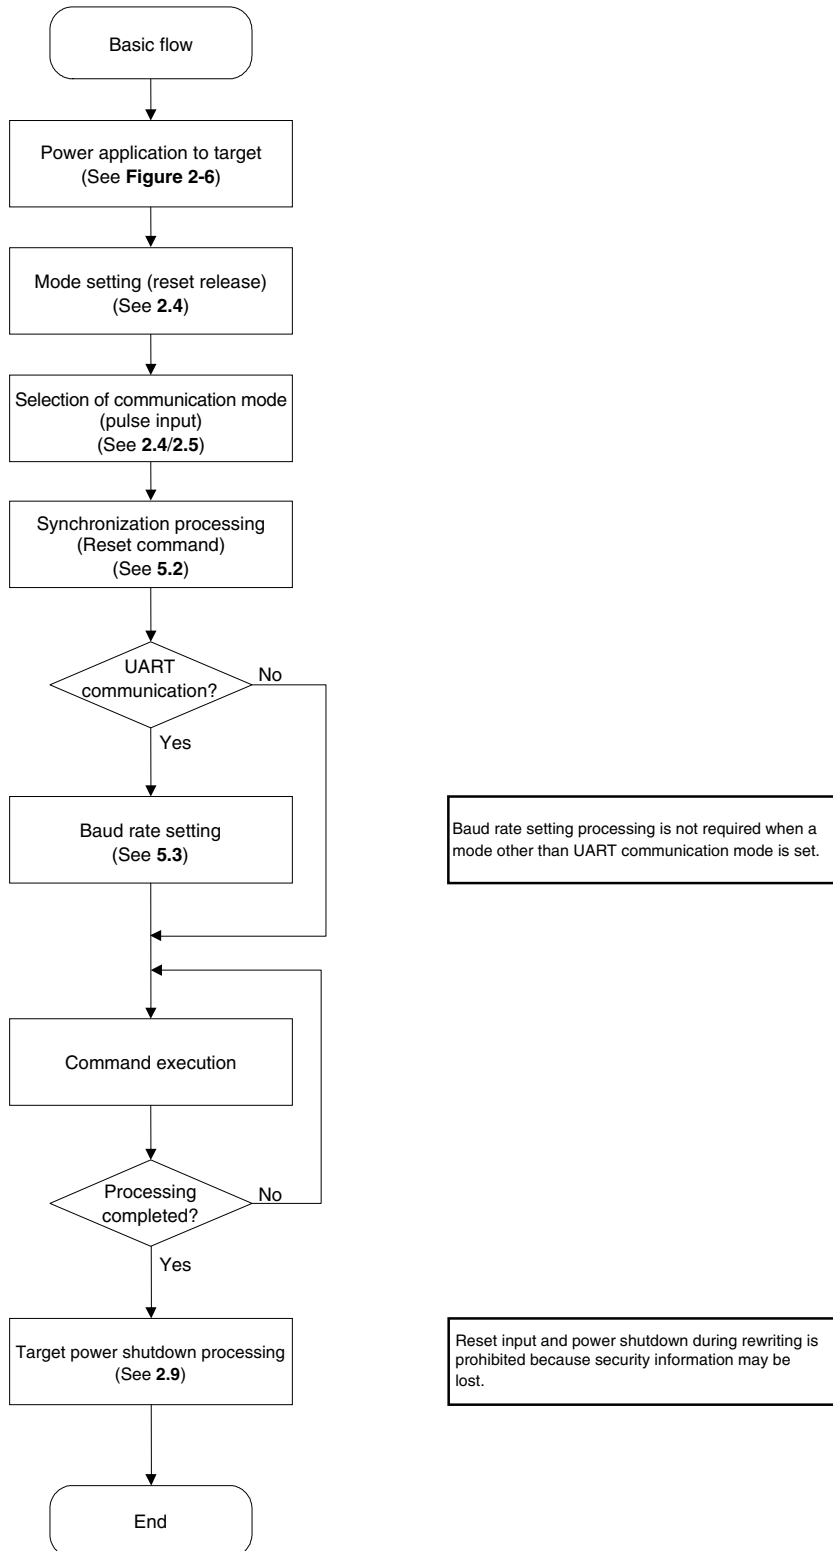 Basic flow
Power application to target
(See Figure 2-6)
Mode setting (reset release)
(See 2.4)
Selection of communication mode
(pulse input)
(See 2.4/2.5)
Synchronization processing
(Reset command)
(See 5.2)
UART
communication?
No
Yes
Baud rate setting
(See 5.3)
Baud rate setting processing is not required when a
mode other than UART communication mode is set.
Command execution
Processing
completed?
No
Yes
Target power shutdown processing
(See 2.9)
Reset input and power shutdown during rewriting is
prohibited because security information may be
lost.
End